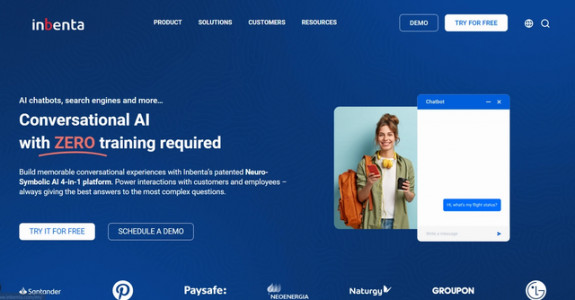 inbenta
PRODUCT SOLUTIONS CUSTOMERS RESOURCES
DEMO
TRY FOR FREE
AI chatbots, search engines and more...
Conversational AI
with ZERO training required
Build memorable conversational experiences with Inbenta's patented Neuro-
Symbolic AI 4-in-1 platform. Power interactions with customers and employees –
always giving the best answers to the most complex questions.
TRY IT FOR FREE
SCHEDULE A DEMO
Chatbot
Hi, what's my flight status?
Write a message
Santander
Paysafe:
NEOENERGIA
Naturgy
GROUPON
LG